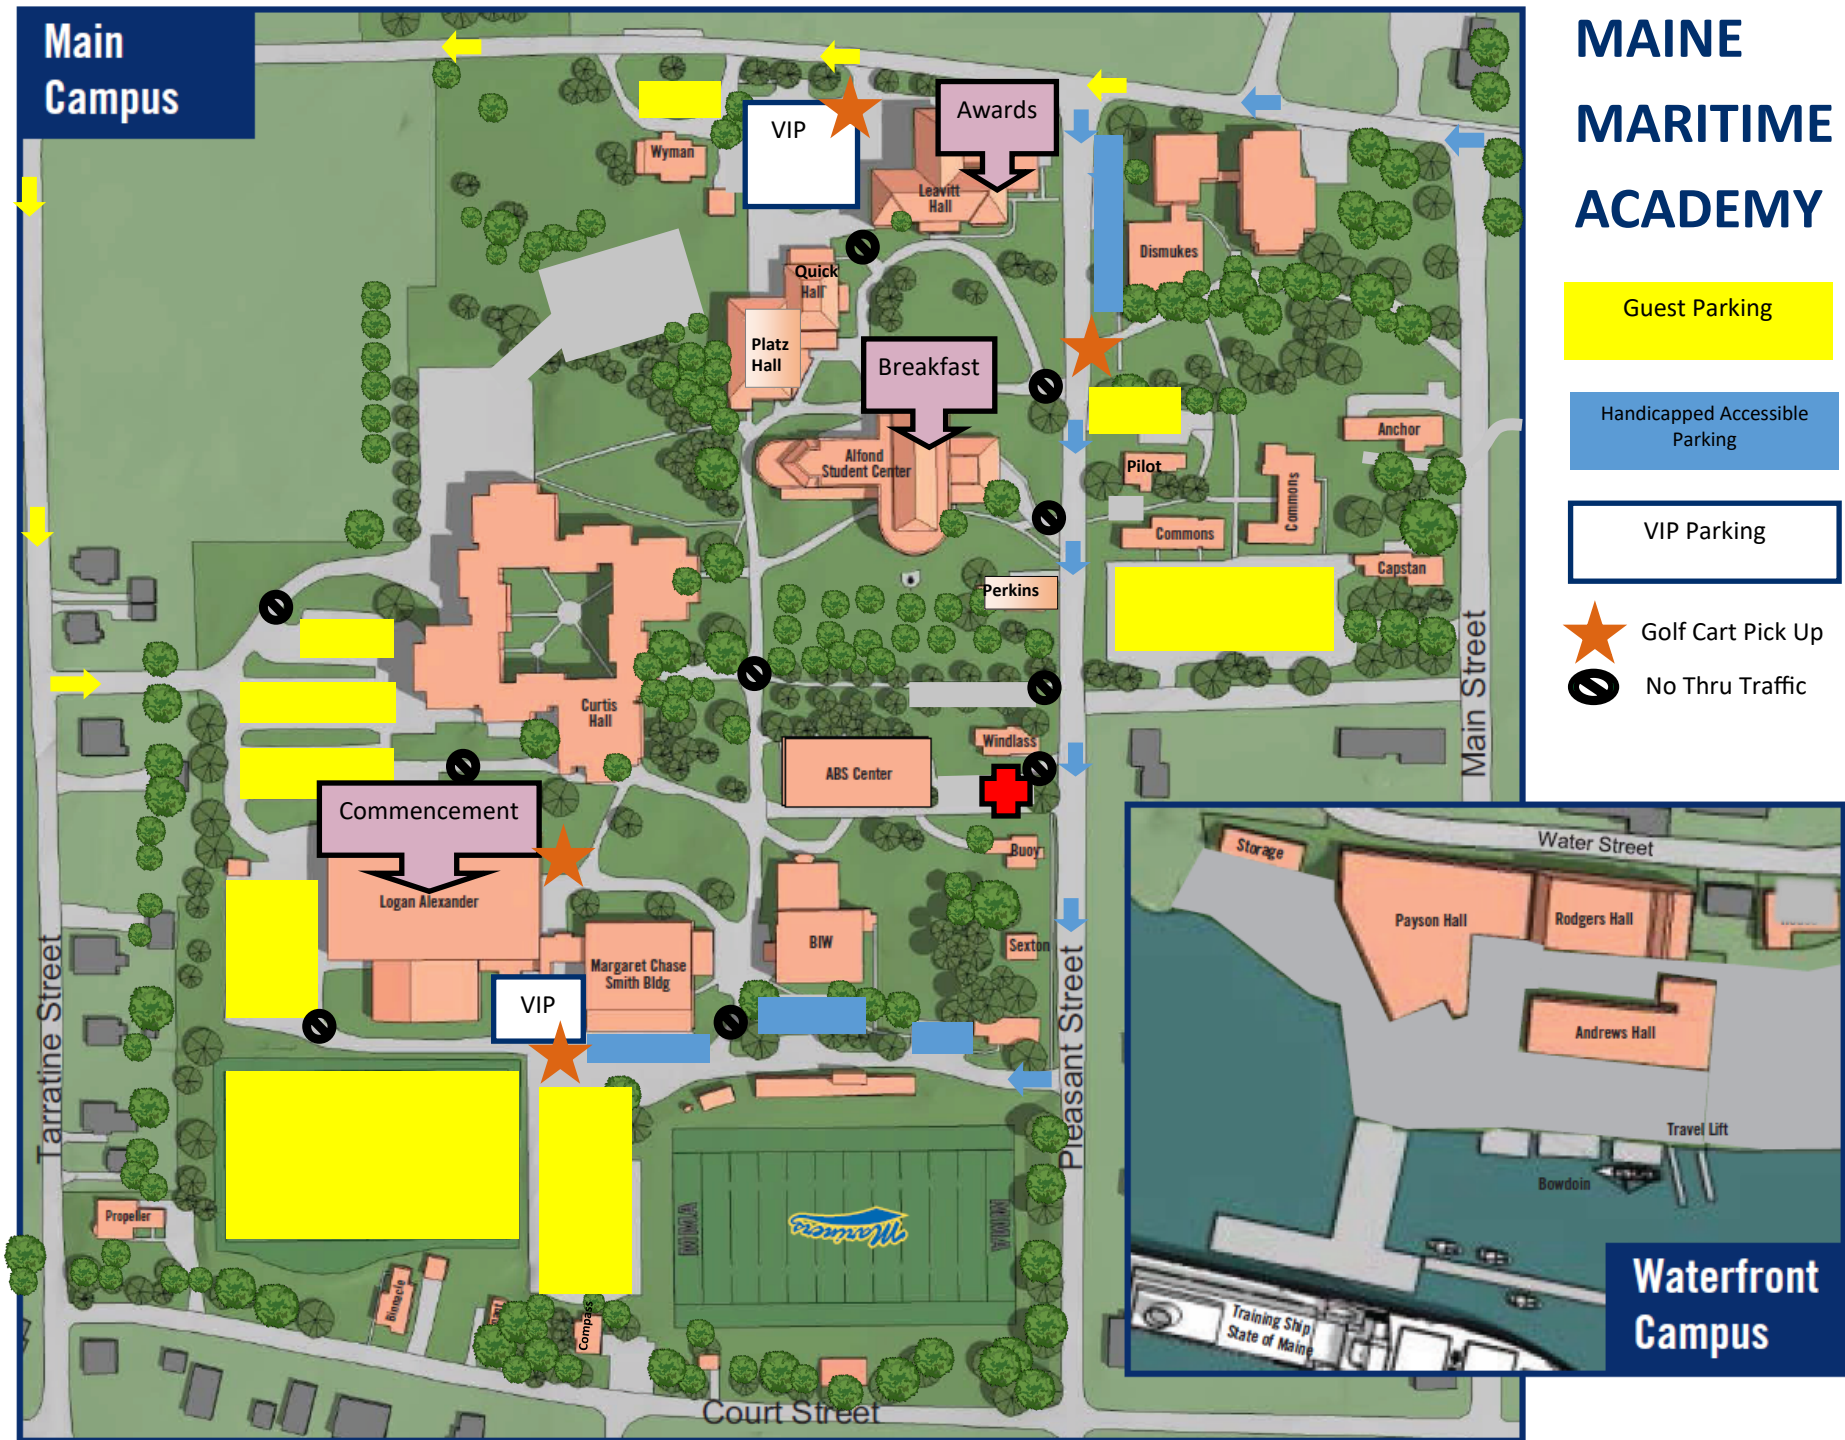 Main
Campus
MAINE
MARITIME
ACADEMY
Awards
VIP
Wyman
Leavitt
Hall
Dismukes
Quick
Hall
Guest Parking
Platz
Hall
Breakfast
Handicapped Accessible
Parking
Anchor
Alfond
Student Center
Pilot
Commons
Commons
VIP Parking
Capstan
Perkins
Golf Cart Pick Up
No Thru Traffic
Main Street
Curtis
Hall
Windlass
ABS Center
Commencement
Buoy
Logan Alexander
BIW
Sexton
Margaret Chase
Smith Bldg
VIP
Tarratine Street
Pleasant Street
Water Street
Storage
Payson Hall
Rodgers Hall
Andrews Hall
Travel Lift
Bowdoin
Propeller
MMA
Mariners
MMA
Binnacle
Compass
Training Ship
State of Maine
Waterfront
Campus
Court Street